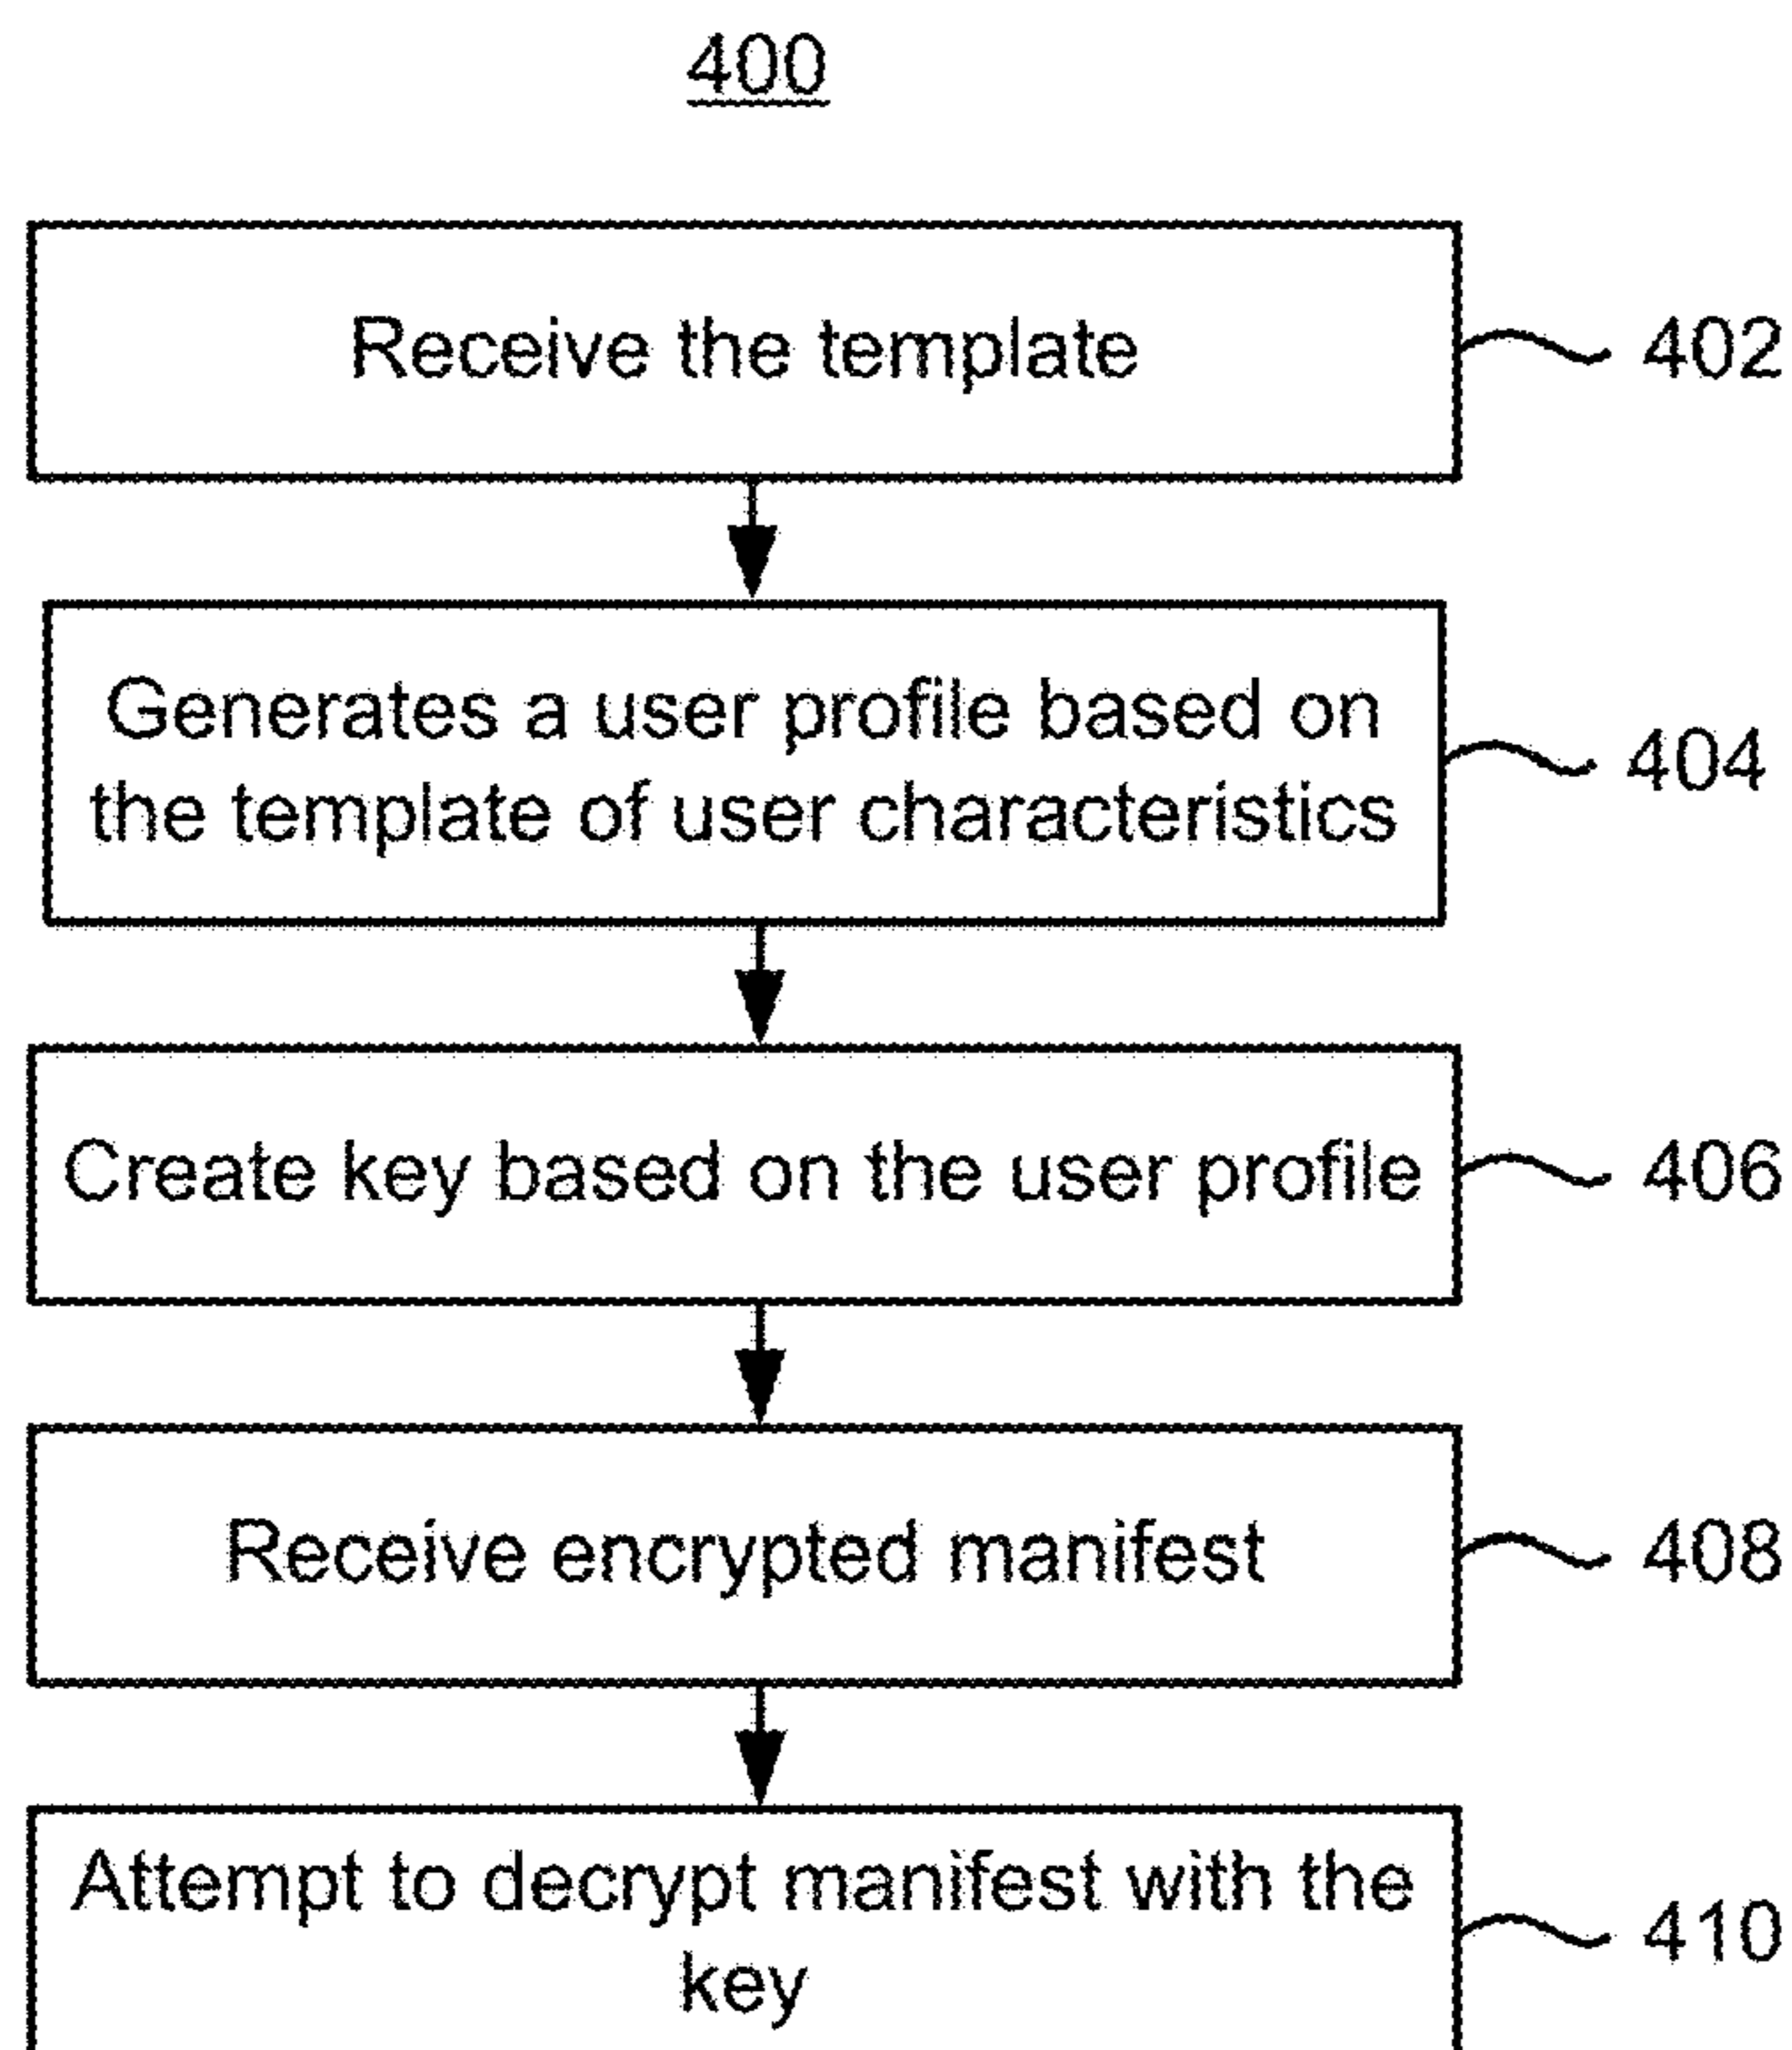 400
Receive the template
402
Generates a user profile based on
the template of user characteristics
404
Create key based on the user profile
406
Receive encrypted manifest
408
Attempt to decrypt manifest with the
key
410